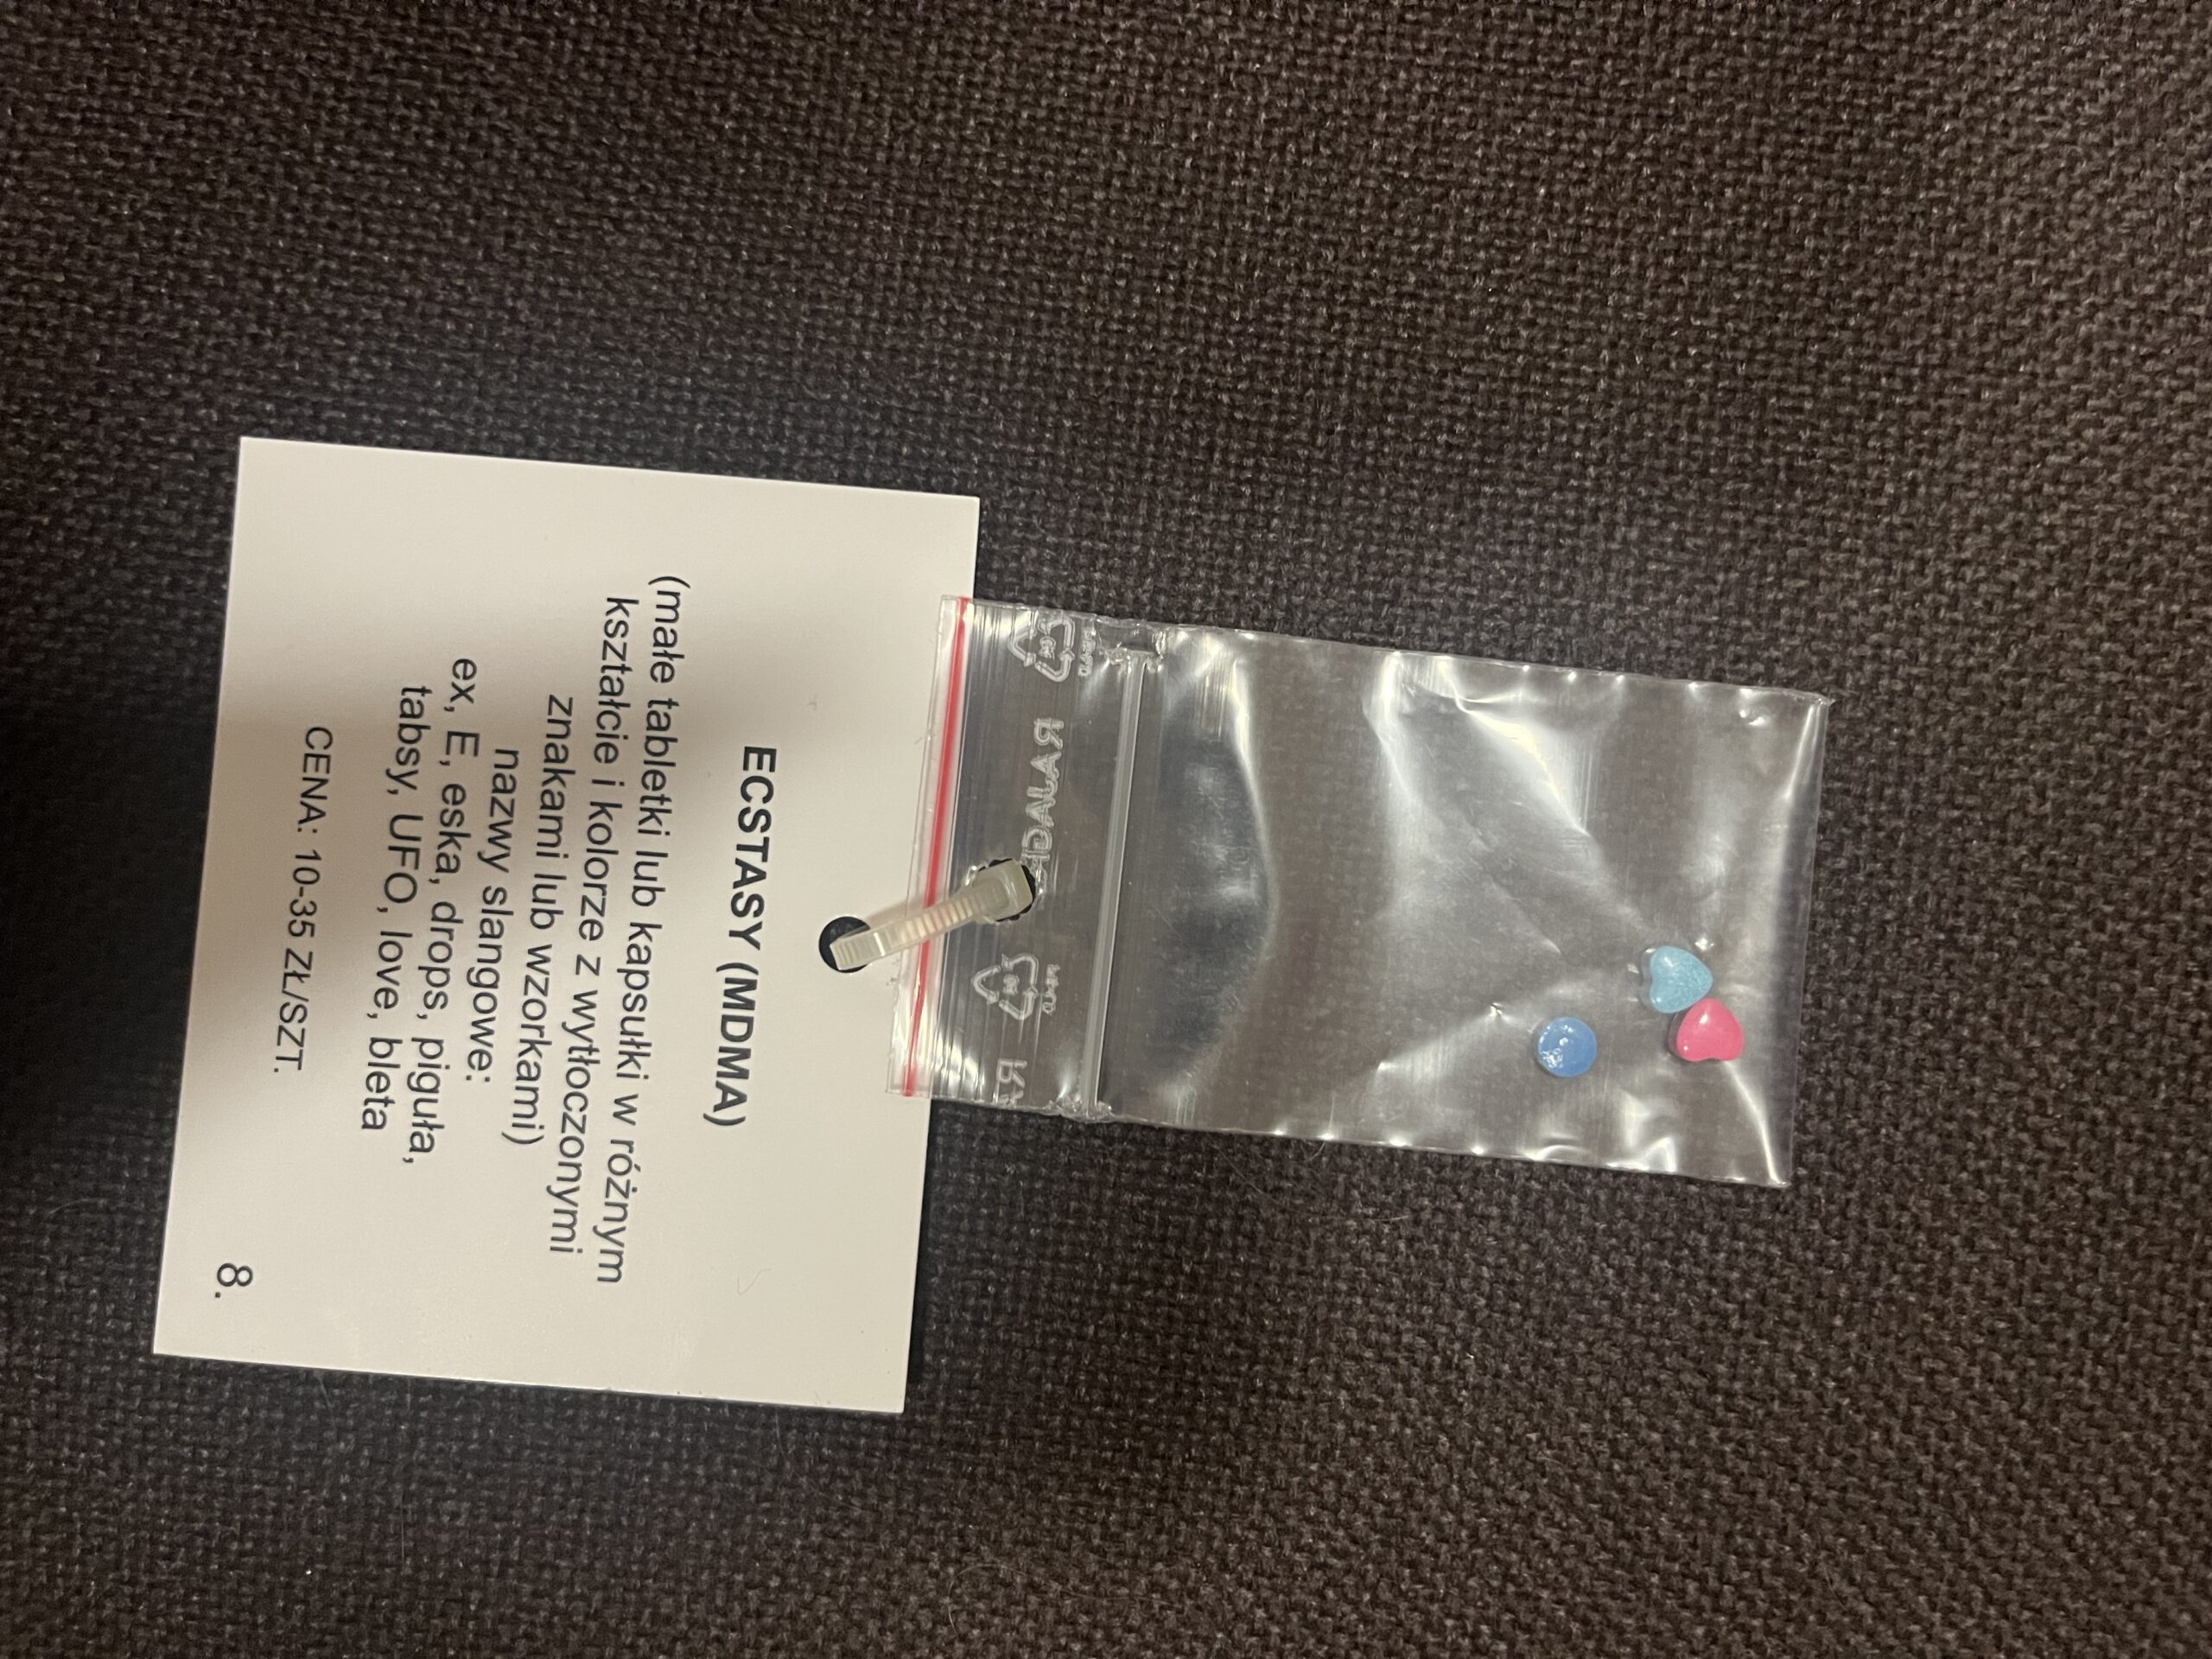 ECSTASY (MDMA)
(małe tabletki lub kapsułki w różnym
kształcie i kolorze z wytłoczonymi
znakami lub wzorkami)
nazwy slangowe:
ex, E, eska, drops, piguła,
tabsy, UFO, love, bleta
CENA: 10-35 ZŁ/SZT.
8.